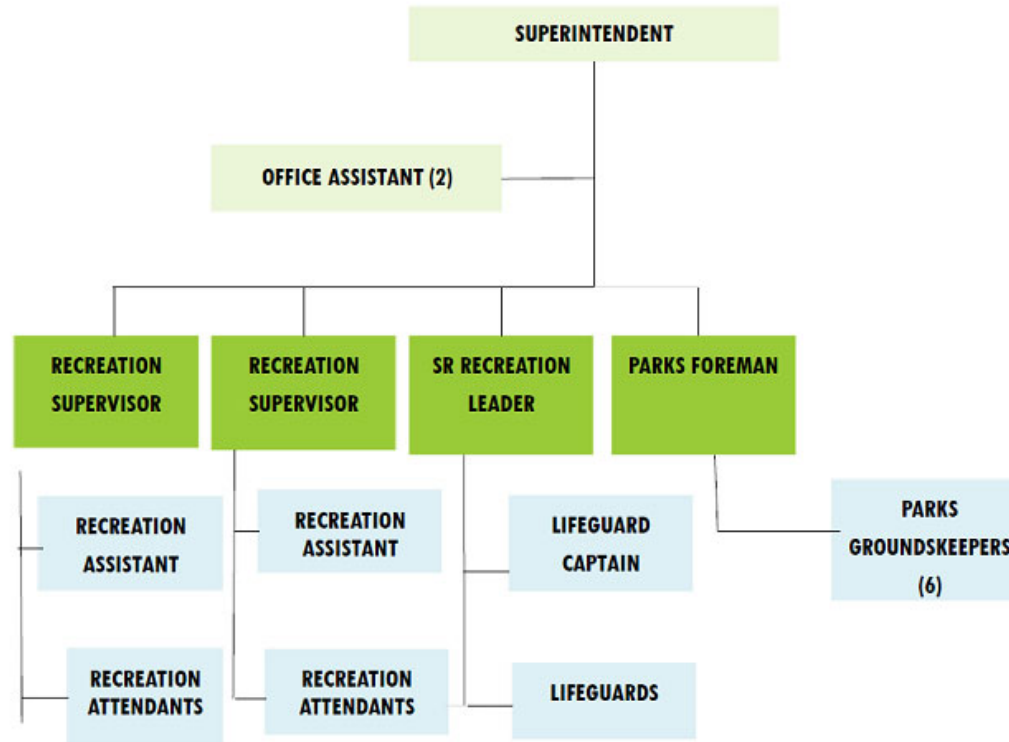 SUPERINTENDENT
OFFICE ASSISTANT (2)
RECREATION
SUPERVISOR
RECREATION
SUPERVISOR
SR RECREATION
LEADER
PARKS FOREMAN
RECREATION
ASSISTANT
RECREATION
ASSISTANT
LIFEGUARD
CAPTAIN
PARKS
GROUNDSKEEPERS
(6)
RECREATION
ATTENDANTS
RECREATION
ATTENDANTS
LIFEGUARDS